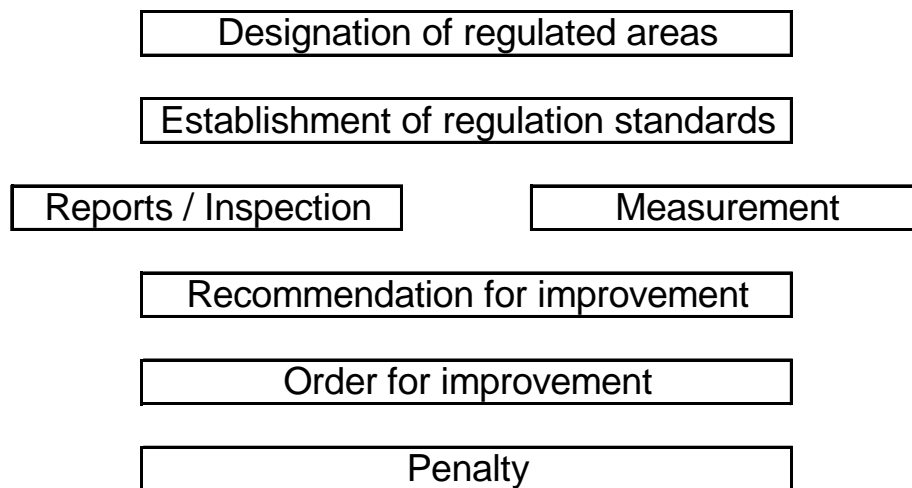 Designation of regulated areas
Establishment of regulation standards
Reports / Inspection
Measurement
Recommendation for improvement
Order for improvement
Penalty